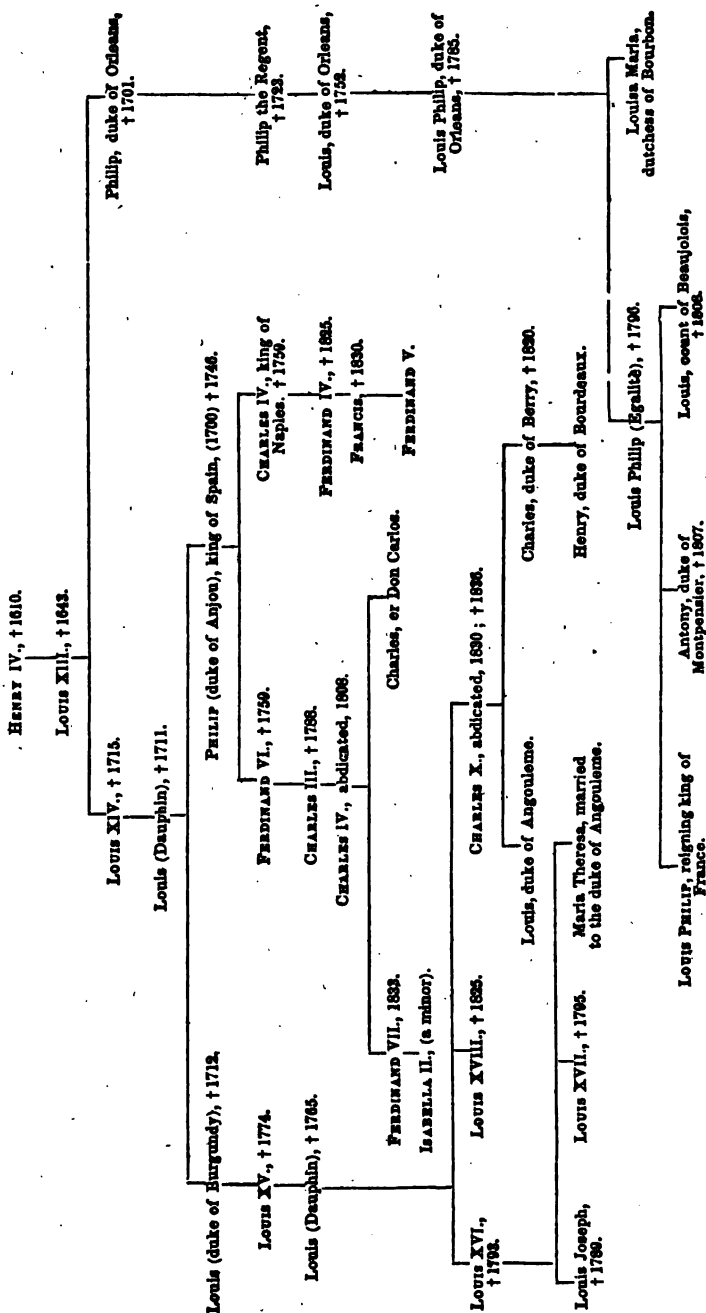 HENRY IV., † 1610.
LOUIS XIII., † 1643.
LOUIS XIV., † 1715.
Philip, duke of Orleans,
† 1701.
Louis (Dauphin), † 1711.
Louis (duke of Burgundy), † 1712,
PHILIP (duke of Anjou), king of Spain, (1700) † 1746.
Philip the Regent,
† 1723.
LOUIS XV., † 1774.
FERDINAND VI., † 1759.
CHARLES IV., king of
Naples. † 1759.
Louis, duke of Orleans,
† 1752.
Louis (Dauphin), † 1765.
CHARLES III., † 1788.
FERDINAND IV., † 1825.
CHARLES IV., abdicated, 1808.
FRANCIS, † 1830.
Louis Philip, duke of
Orleans, † 1785.
FERDINAND VII., 1833.
Charles, er Don Carlos.
FERDINAND V.
ISABELLA II., (a minor).
LOUIS XVI.,
† 1793.
LOUIS XVIII., † 1825.
CHARLES X., abdicated, 1830 ; † 1836.
Louis, duke of Angouleme.
Charles, duke of Berry, † 1820.
Louis Joseph,
† 1789.
LOUIS XVII., † 1795.
Maria Theresa, married
to the duke of Angouleme.
Henry, duke of Bourdeaux.
Louis Philip (Egalité), † 1796.
Louisa Maria,
dutchess of Bourbon.
LOUIS PHILIP, reigning king of
France.
Antony, duke of
Montpensier, † 1807.
Louis, count of Beaujolois,
† 1808.